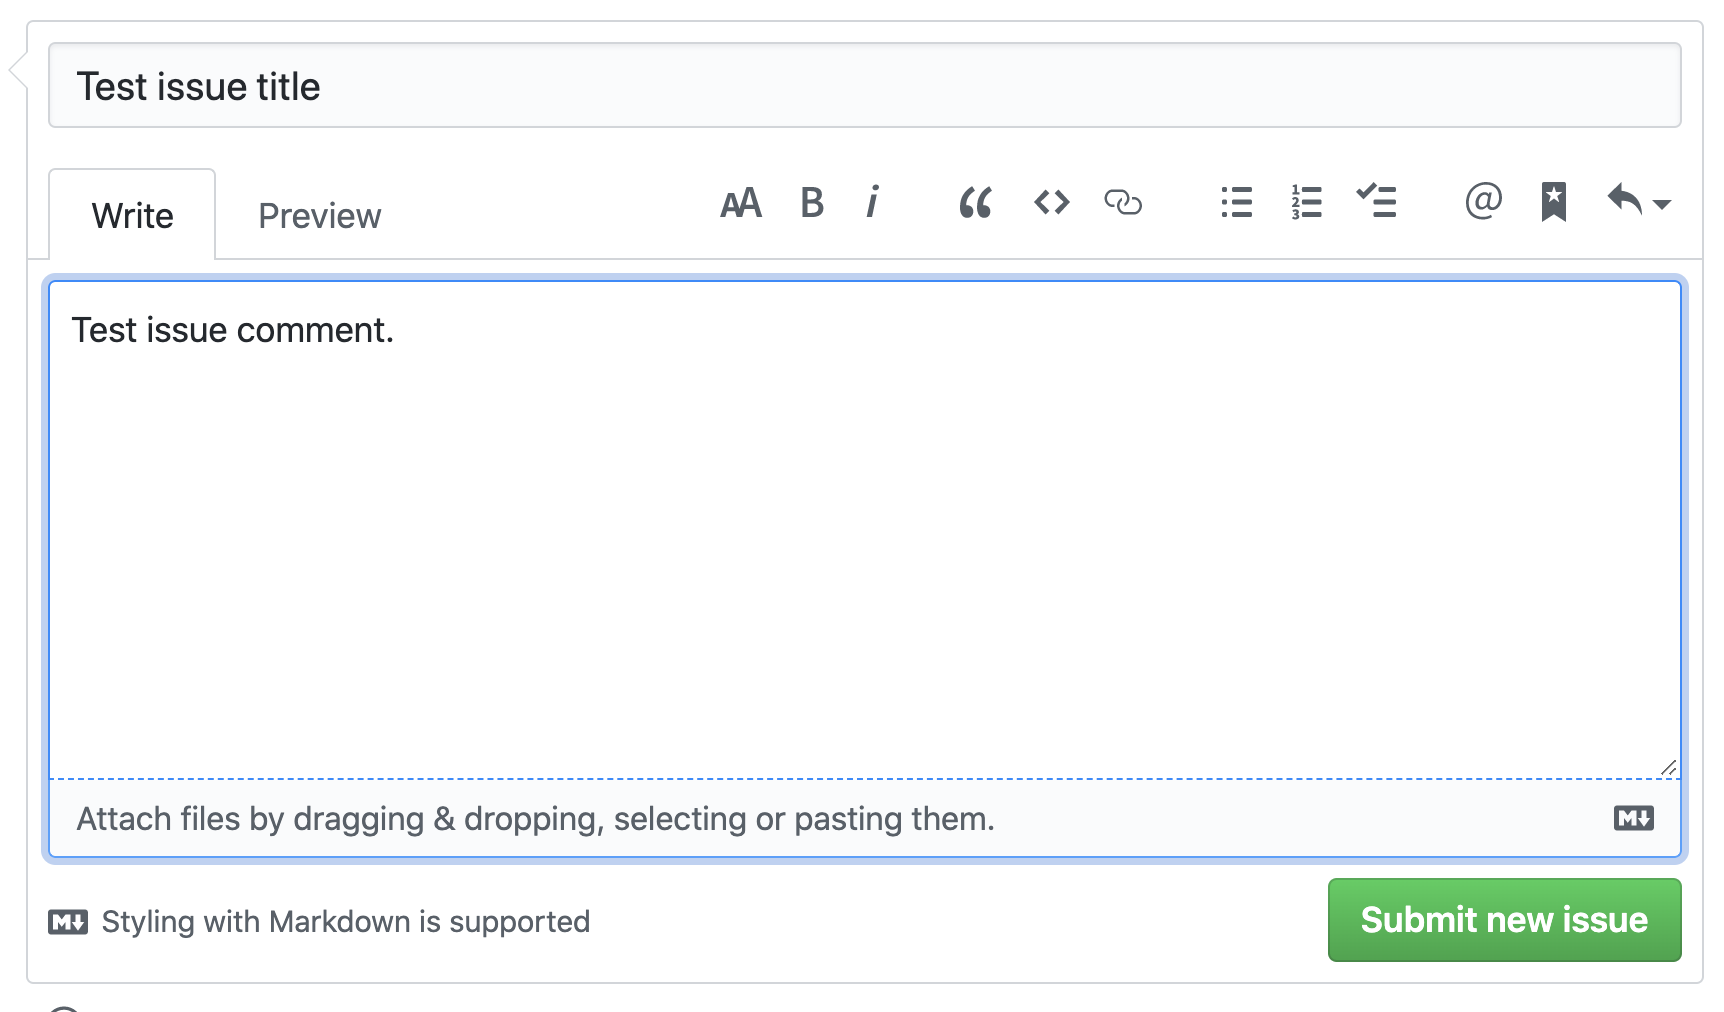 Test issue title
Write Preview AA B i “ <> @
Test issue comment.
Attach files by dragging & dropping, selecting or pasting them. M↓
M↓ Styling with Markdown is supported
Submit new issue